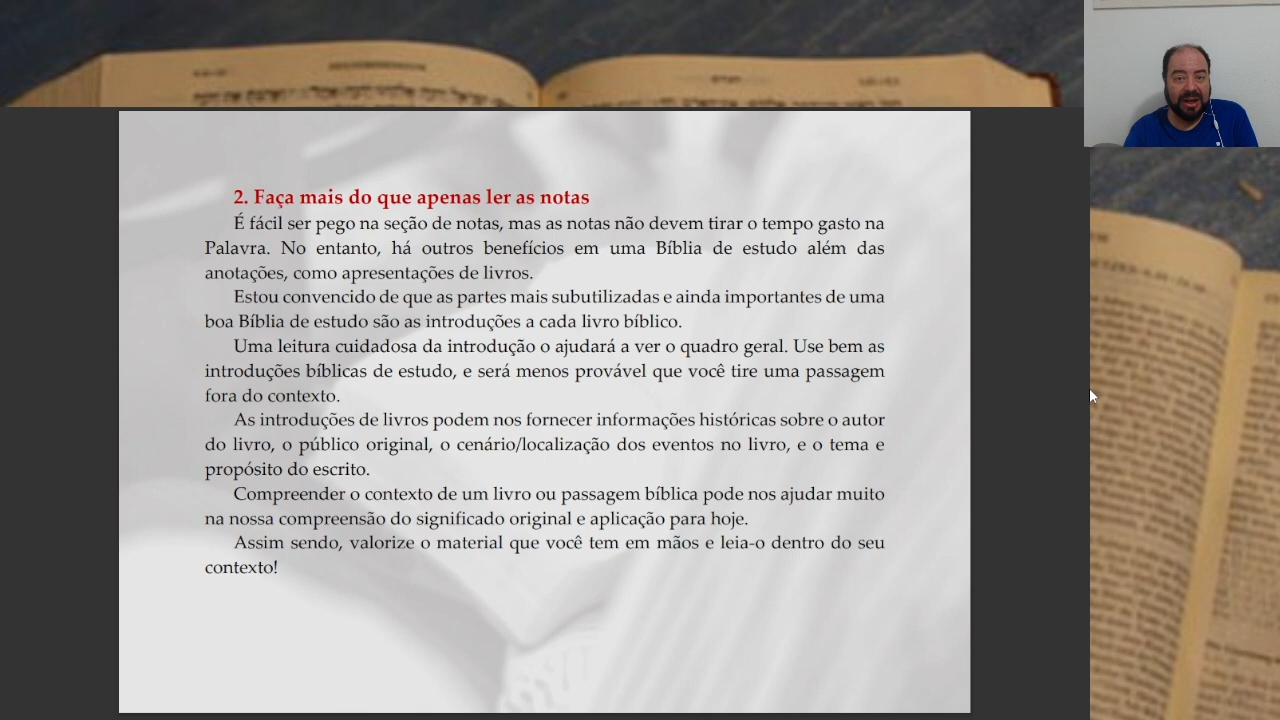 2. Faça mais do que apenas ler as notas
É fácil ser pego na seção de notas, mas as notas não devem tirar o tempo gasto na
Palavra. No entanto, há outros benefícios em uma Bíblia de estudo além das
anotações, como apresentações de livros.
Estou convencido de que as partes mais subutilizadas e ainda importantes de uma
boa Bíblia de estudo são as introduções a cada livro bíblico.
Uma leitura cuidadosa da introdução o ajudará a ver o quadro geral. Use bem as
introduções bíblicas de estudo, e será menos provável que você tire uma passagem
fora do contexto.
As introduções de livros podem nos fornecer informações históricas sobre o autor
do livro, o público original, o cenário/localização dos eventos no livro, e o tema e
propósito do escrito.
Compreender o contexto de um livro ou passagem bíblica pode nos ajudar muito
na nossa compreensão do significado original e aplicação para hoje.
Assim sendo, valorize o material que você tem em mãos e leia-o dentro do seu
contexto!